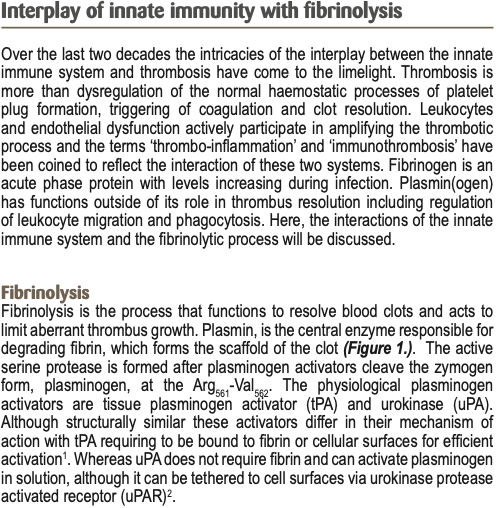 Interplay of innate immunity with fibrinolysis
Over the last two decades the intricacies of the interplay between the innate
immune system and thrombosis have come to the limelight. Thrombosis is
more than dysregulation of the normal haemostatic processes of platelet
plug formation, triggering of coagulation and clot resolution. Leukocytes
and endothelial dysfunction actively participate in amplifying the thrombotic
process and the terms ‘thrombo-inflammation’ and ‘immunothrombosis’ have
been coined to reflect the interaction of these two systems. Fibrinogen is an
acute phase protein with levels increasing during infection. Plasmin(ogen)
has functions outside of its role in thrombus resolution including regulation
of leukocyte migration and phagocytosis. Here, the interactions of the innate
immune system and the fibrinolytic process will be discussed.
Fibrinolysis
Fibrinolysis is the process that functions to resolve blood clots and acts to
limit aberrant thrombus growth. Plasmin, is the central enzyme responsible for
degrading fibrin, which forms the scaffold of the clot (Figure 1.). The active
serine protease is formed after plasminogen activators cleave the zymogen
form, plasminogen, at the Arg₅₆₁-Val₅₆₂. The physiological plasminogen
activators are tissue plasminogen activator (tPA) and urokinase (uPA).
Although structurally similar these activators differ in their mechanism of
action with tPA requiring to be bound to fibrin or cellular surfaces for efficient
activation¹. Whereas uPA does not require fibrin and can activate plasminogen
in solution, although it can be tethered to cell surfaces via urokinase protease
activated receptor (uPAR)².